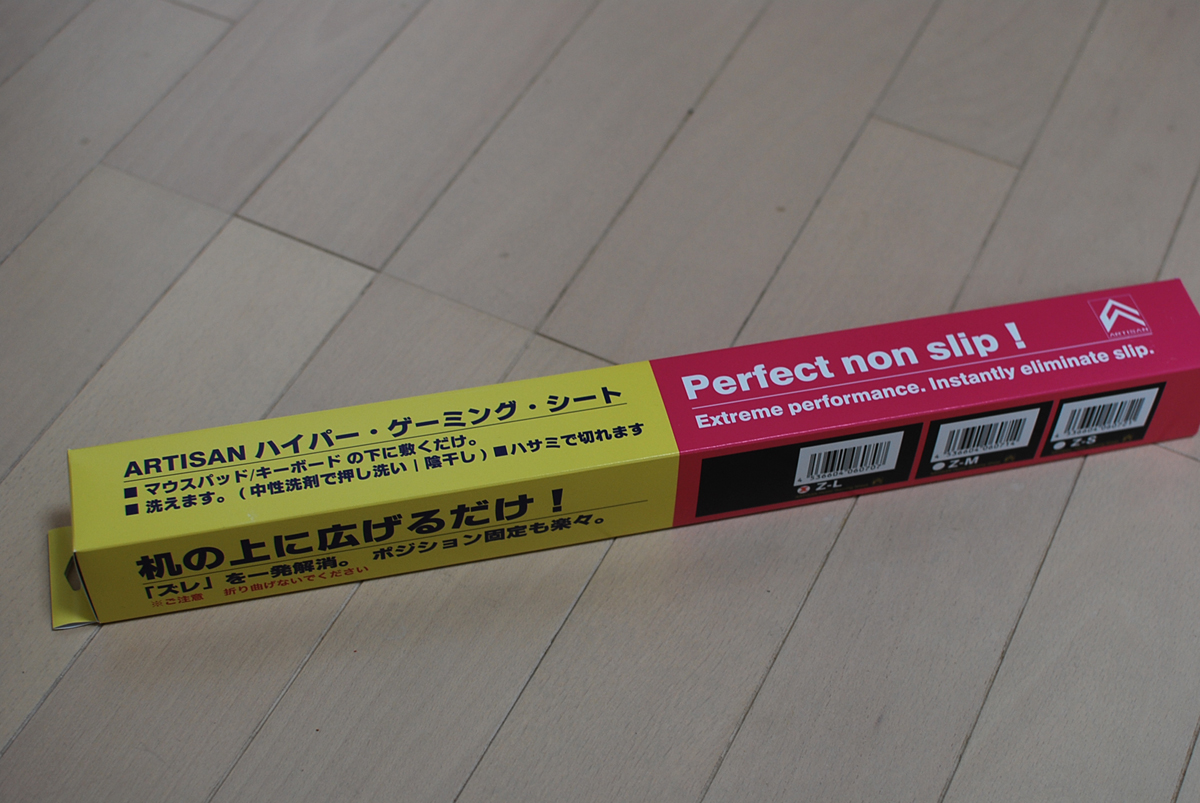 ARTISAN ハイパー・ゲーミング・シート
■ マウスパッド/キーボード の下に敷くだけ。
■ 洗えます。(中性洗剤で押し洗い｜陰干し) ■ハサミで切れます
机の上に広げるだけ！
「ズレ」を一発解消。 ポジション固定も楽々。
※ご注意 折り曲げないでください
Perfect non slip !
Extreme performance. Instantly eliminate slip.
ARTISAN
Z-L
Z-M
Z-S